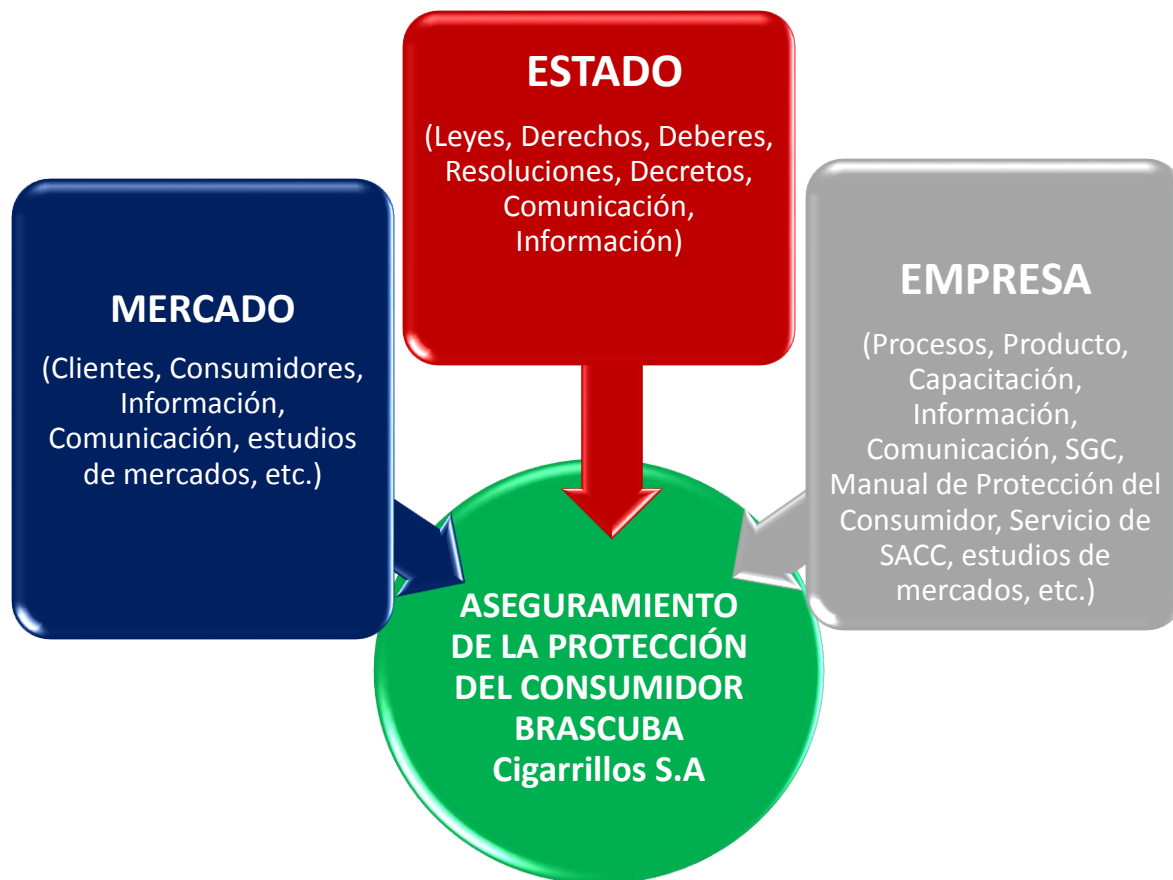 ESTADO
(Leyes, Derechos, Deberes,
Resoluciones, Decretos,
Comunicación,
Información)
MERCADO
(Clientes, Consumidores,
Información,
Comunicación, estudios
de mercados, etc.)
EMPRESA
(Procesos, Producto,
Capacitación,
Información,
Comunicación, SGC,
Manual de Protección del
Consumidor, Servicio de
SACC, estudios de
mercados, etc.)
ASEGURAMIENTO
DE LA PROTECCIÓN
DEL CONSUMIDOR
BRASCUBA
Cigarrillos S.A